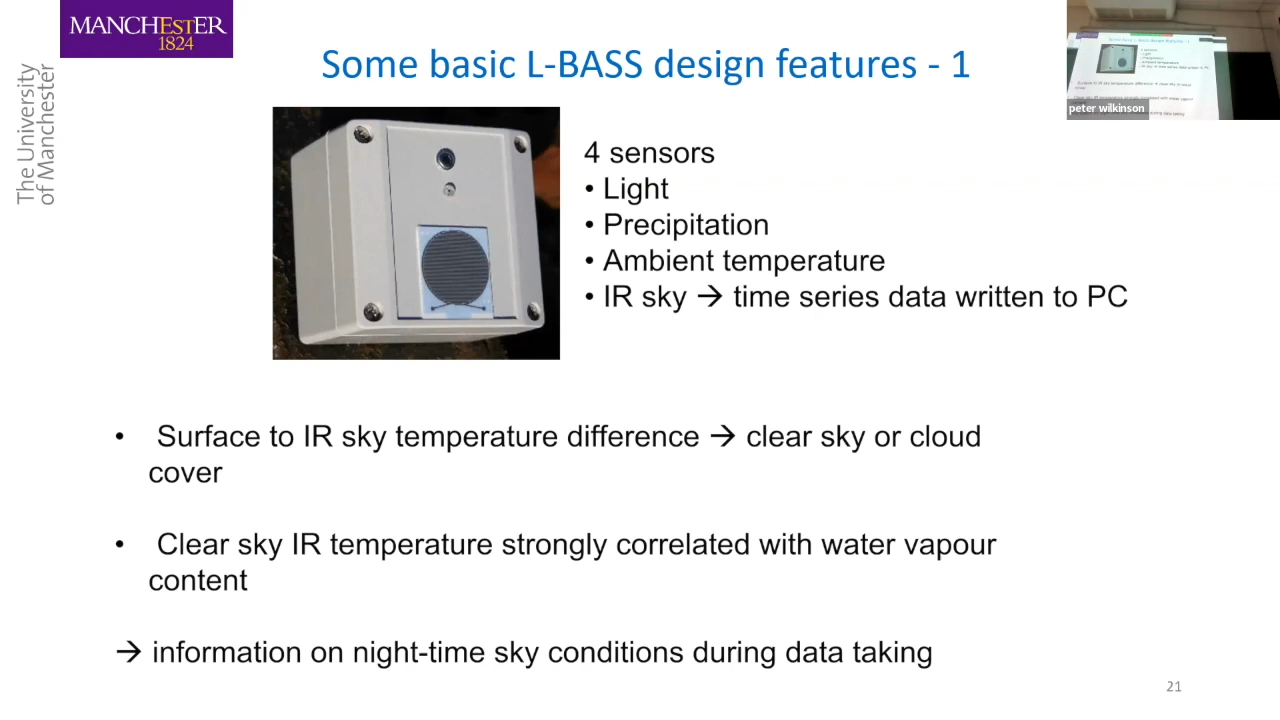 MANCHESTER
1824
The University
of Manchester
Some basic L-BASS design features - 1
peter wilkinson
4 sensors
• Light
• Precipitation
• Ambient temperature
• IR sky → time series data written to PC
• Surface to IR sky temperature difference → clear sky or cloud
cover
• Clear sky IR temperature strongly correlated with water vapour
content
→ information on night-time sky conditions during data taking
21